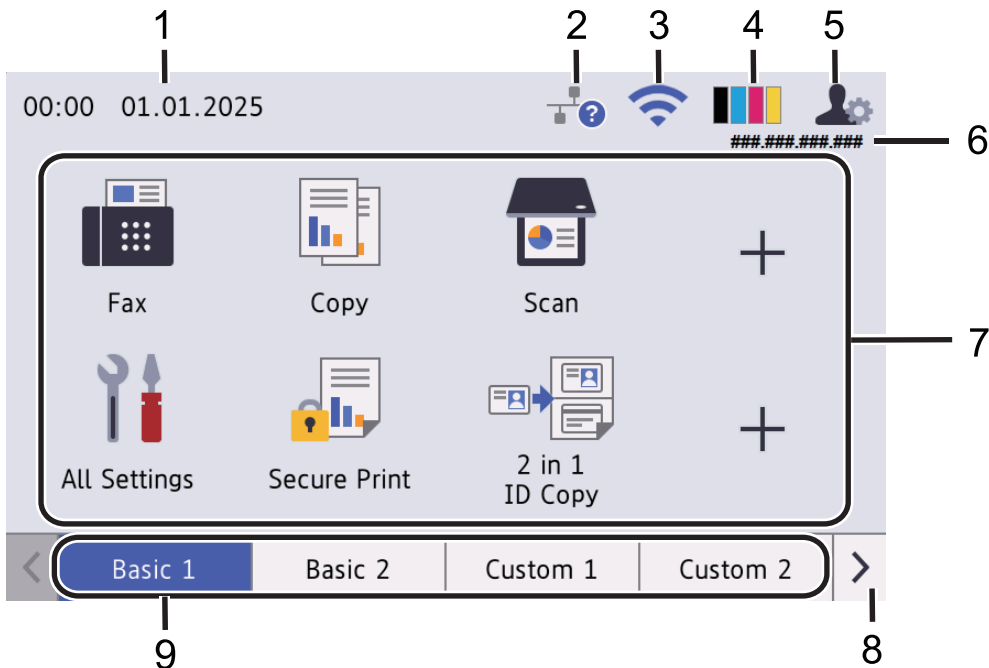 1 2 3 4 5
00:00 01.01.2025
?
###.###.###.### 6
Fax Copy Scan +
7
All Settings Secure Print 2 in 1 ID Copy +
< Basic 1 Basic 2 Custom 1 Custom 2 >
9 8